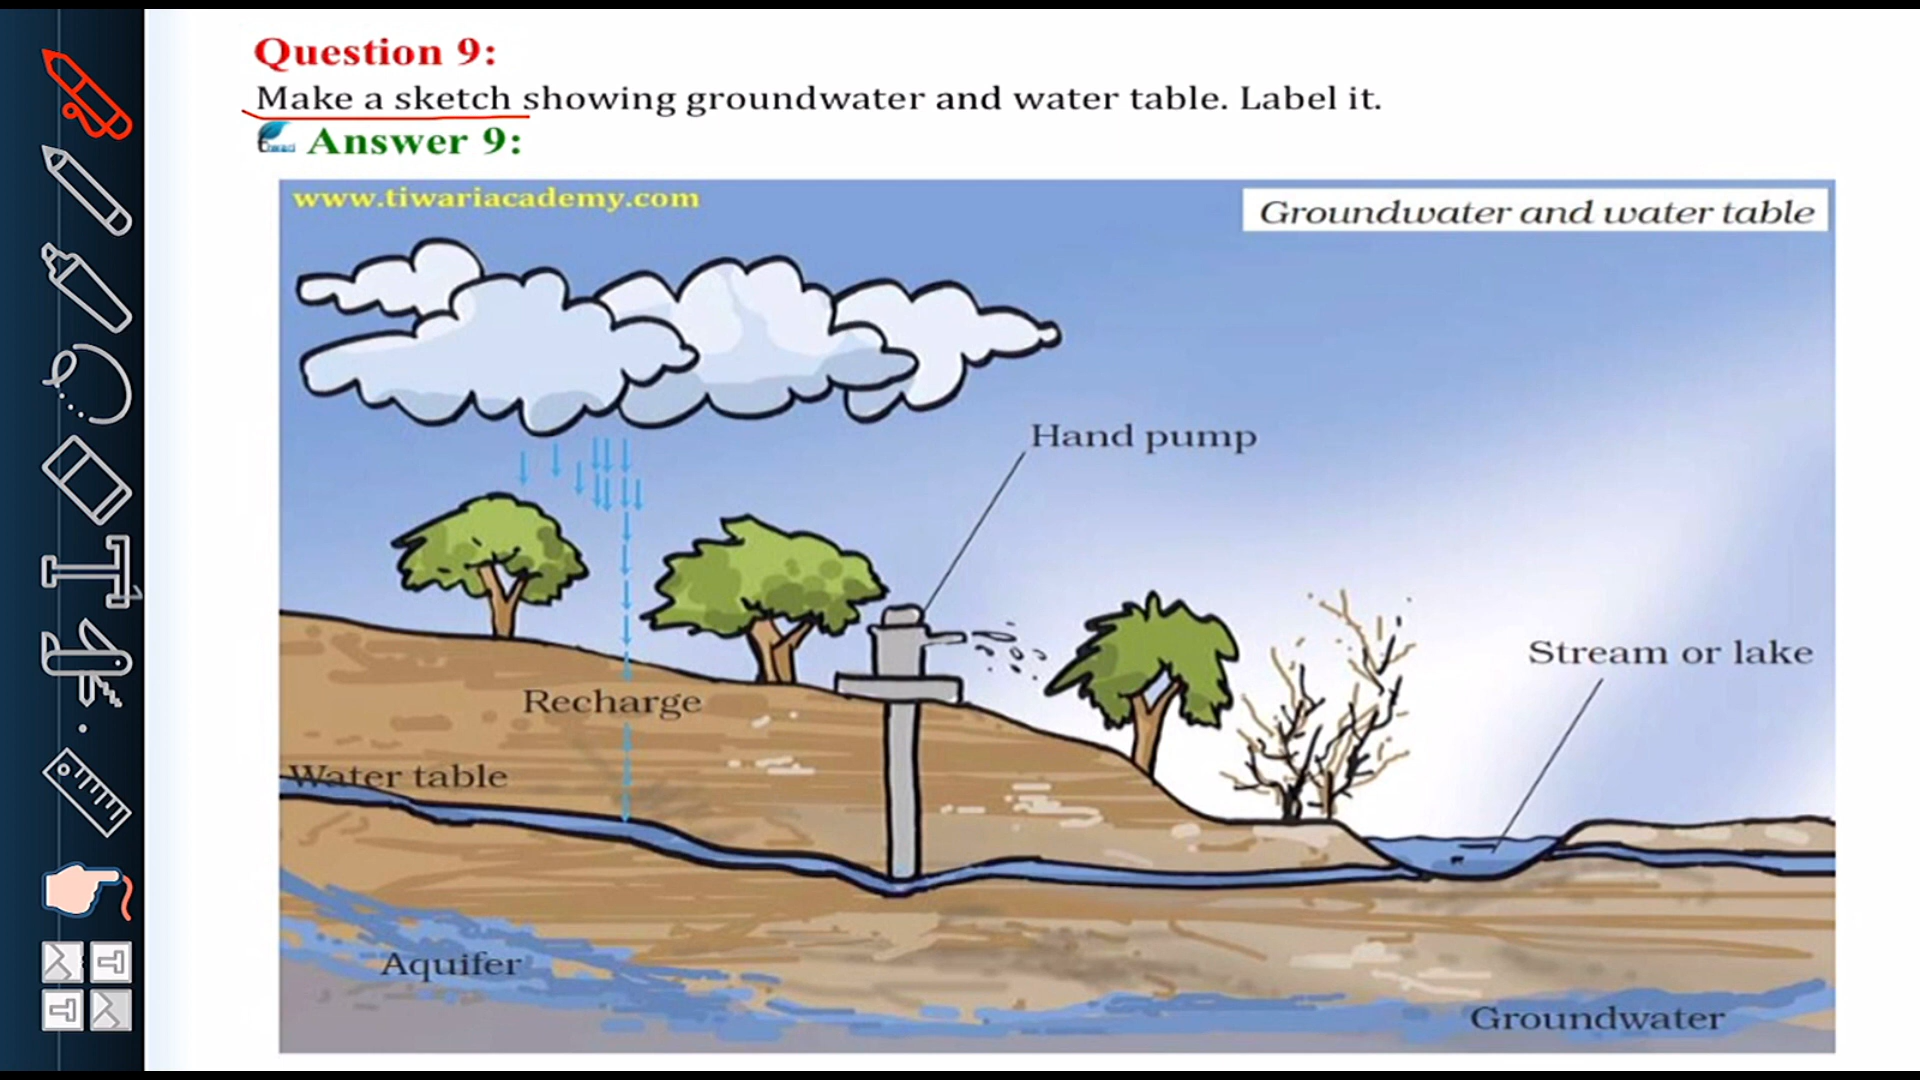 Question 9:
Make a sketch showing groundwater and water table. Label it.
Answer 9:
www.tiwariacademy.com
Groundwater and water table
Hand pump
Stream or lake
Recharge
Water table
Aquifer
Groundwater